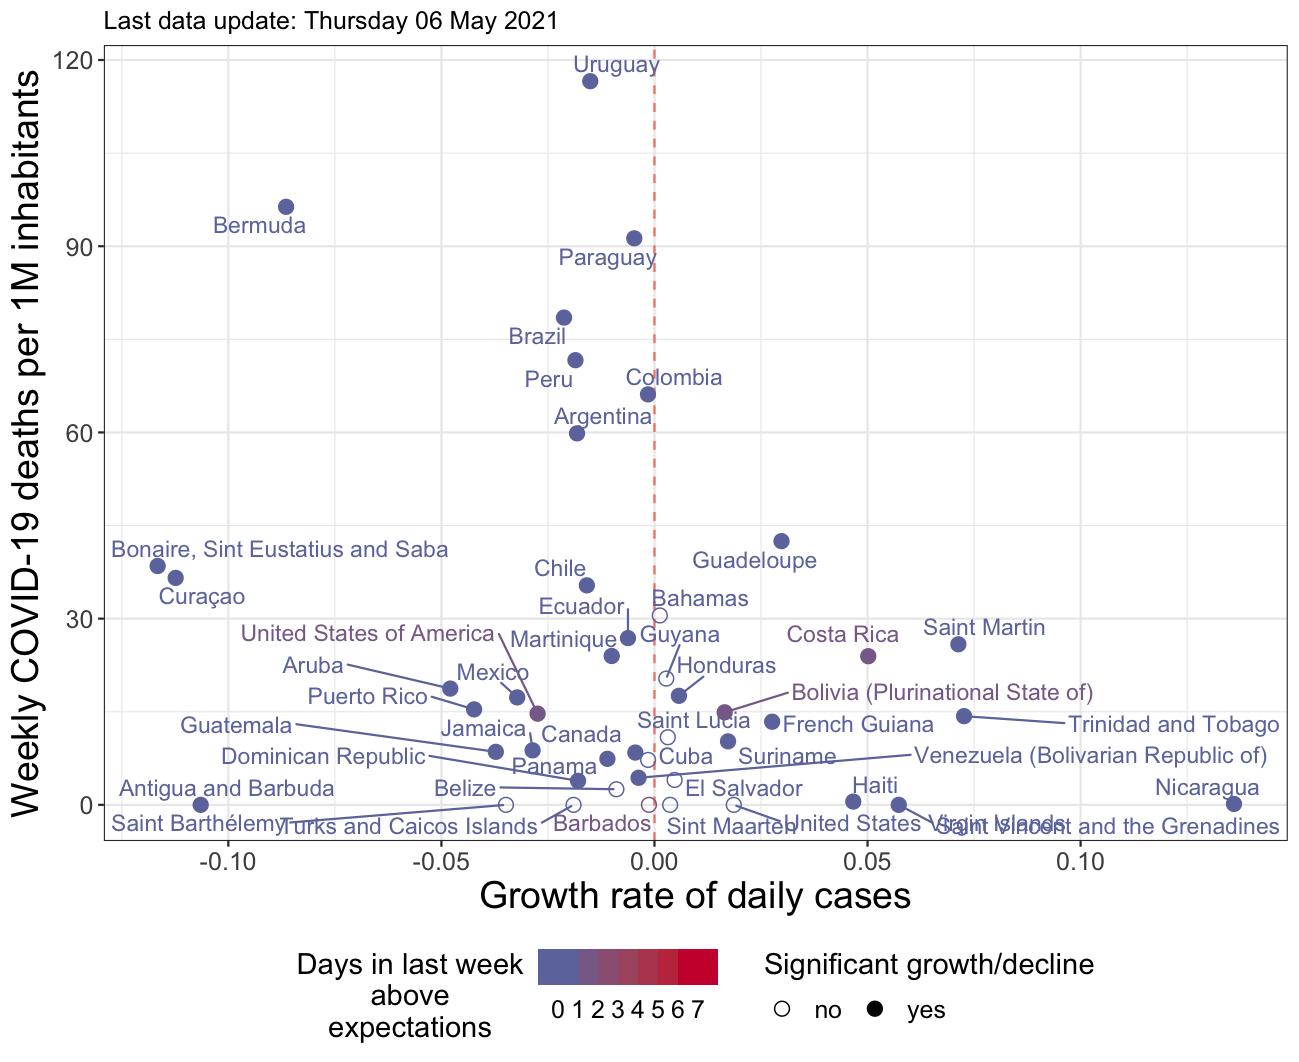 Last data update: Thursday 06 May 2021
Weekly COVID-19 deaths per 1M inhabitants
120
90
60
30
0
Uruguay
Bermuda
Paraguay
Brazil
Peru
Colombia
Argentina
Bonaire, Sint Eustatius and Saba
Guadeloupe
Chile
Curaçao
Bahamas
Ecuador
Saint Martin
United States of America
Martinique
Guyana
Costa Rica
Aruba
Mexico
Honduras
Puerto Rico
Bolivia (Plurinational State of)
Guatemala
Jamaica
Canada
Saint Lucia
French Guiana
Trinidad and Tobago
Dominican Republic
Panama
Cuba
Suriname
Venezuela (Bolivarian Republic of)
Antigua and Barbuda
Belize
El Salvador
Haiti
Nicaragua
Saint Barthélemy
Turks and Caicos Islands
Barbados
Sint Maarten
United States Virgin Islands
Saint Vincent and the Grenadines
-0.10
-0.05
0.00
0.05
0.10
Growth rate of daily cases
Days in last week
above
expectations
0 1 2 3 4 5 6 7
Significant growth/decline
no
yes